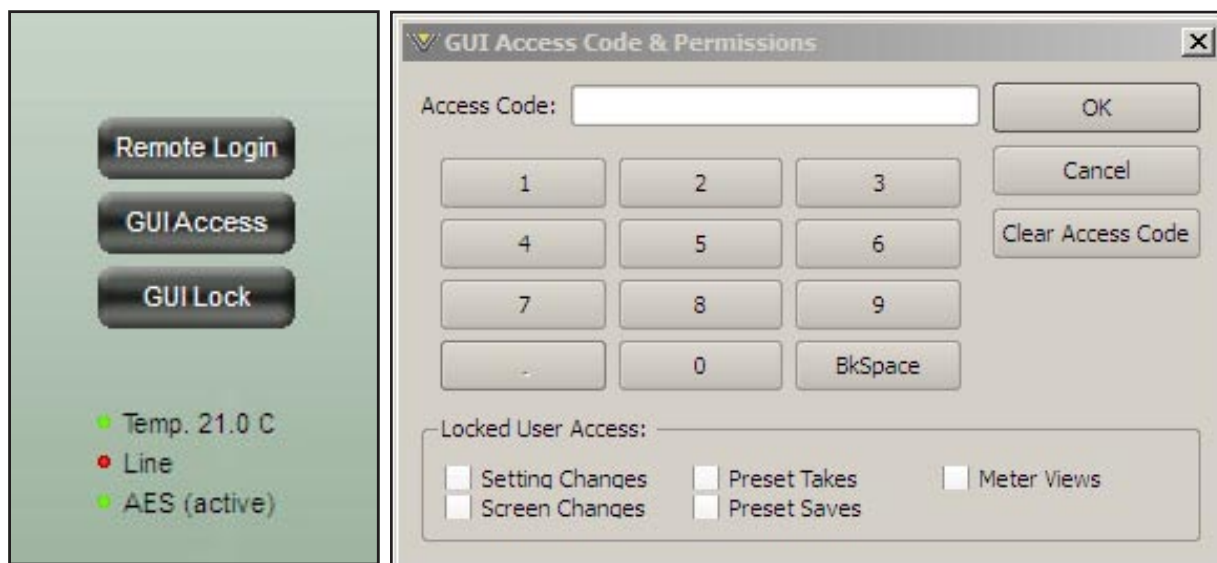 Remote Login
GUI Access
GUI Lock
Temp. 21.0 C
Line
AES (active)
GUI Access Code & Permissions
Access Code:
OK
1 2 3
Cancel
4 5 6
Clear Access Code
7 8 9
. 0 BkSpace
Locked User Access:
Setting Changes Preset Takes Meter Views
Screen Changes Preset Saves